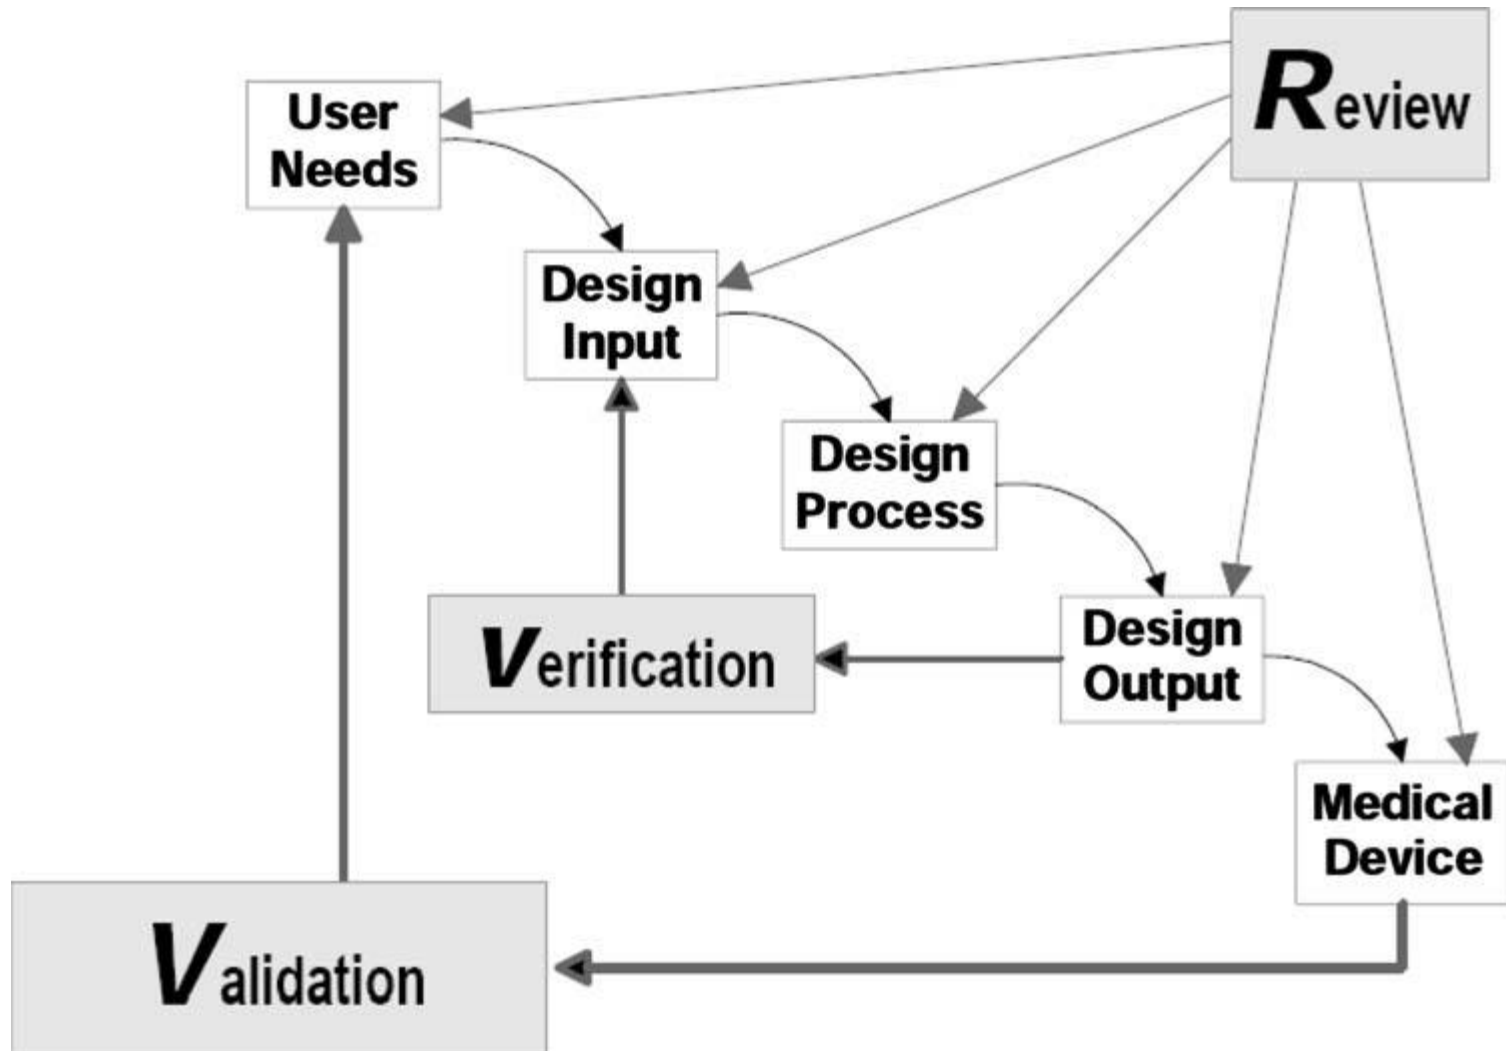 Review
User
Needs
Design
Input
Design
Process
Verification
Design
Output
Medical
Device
Validation